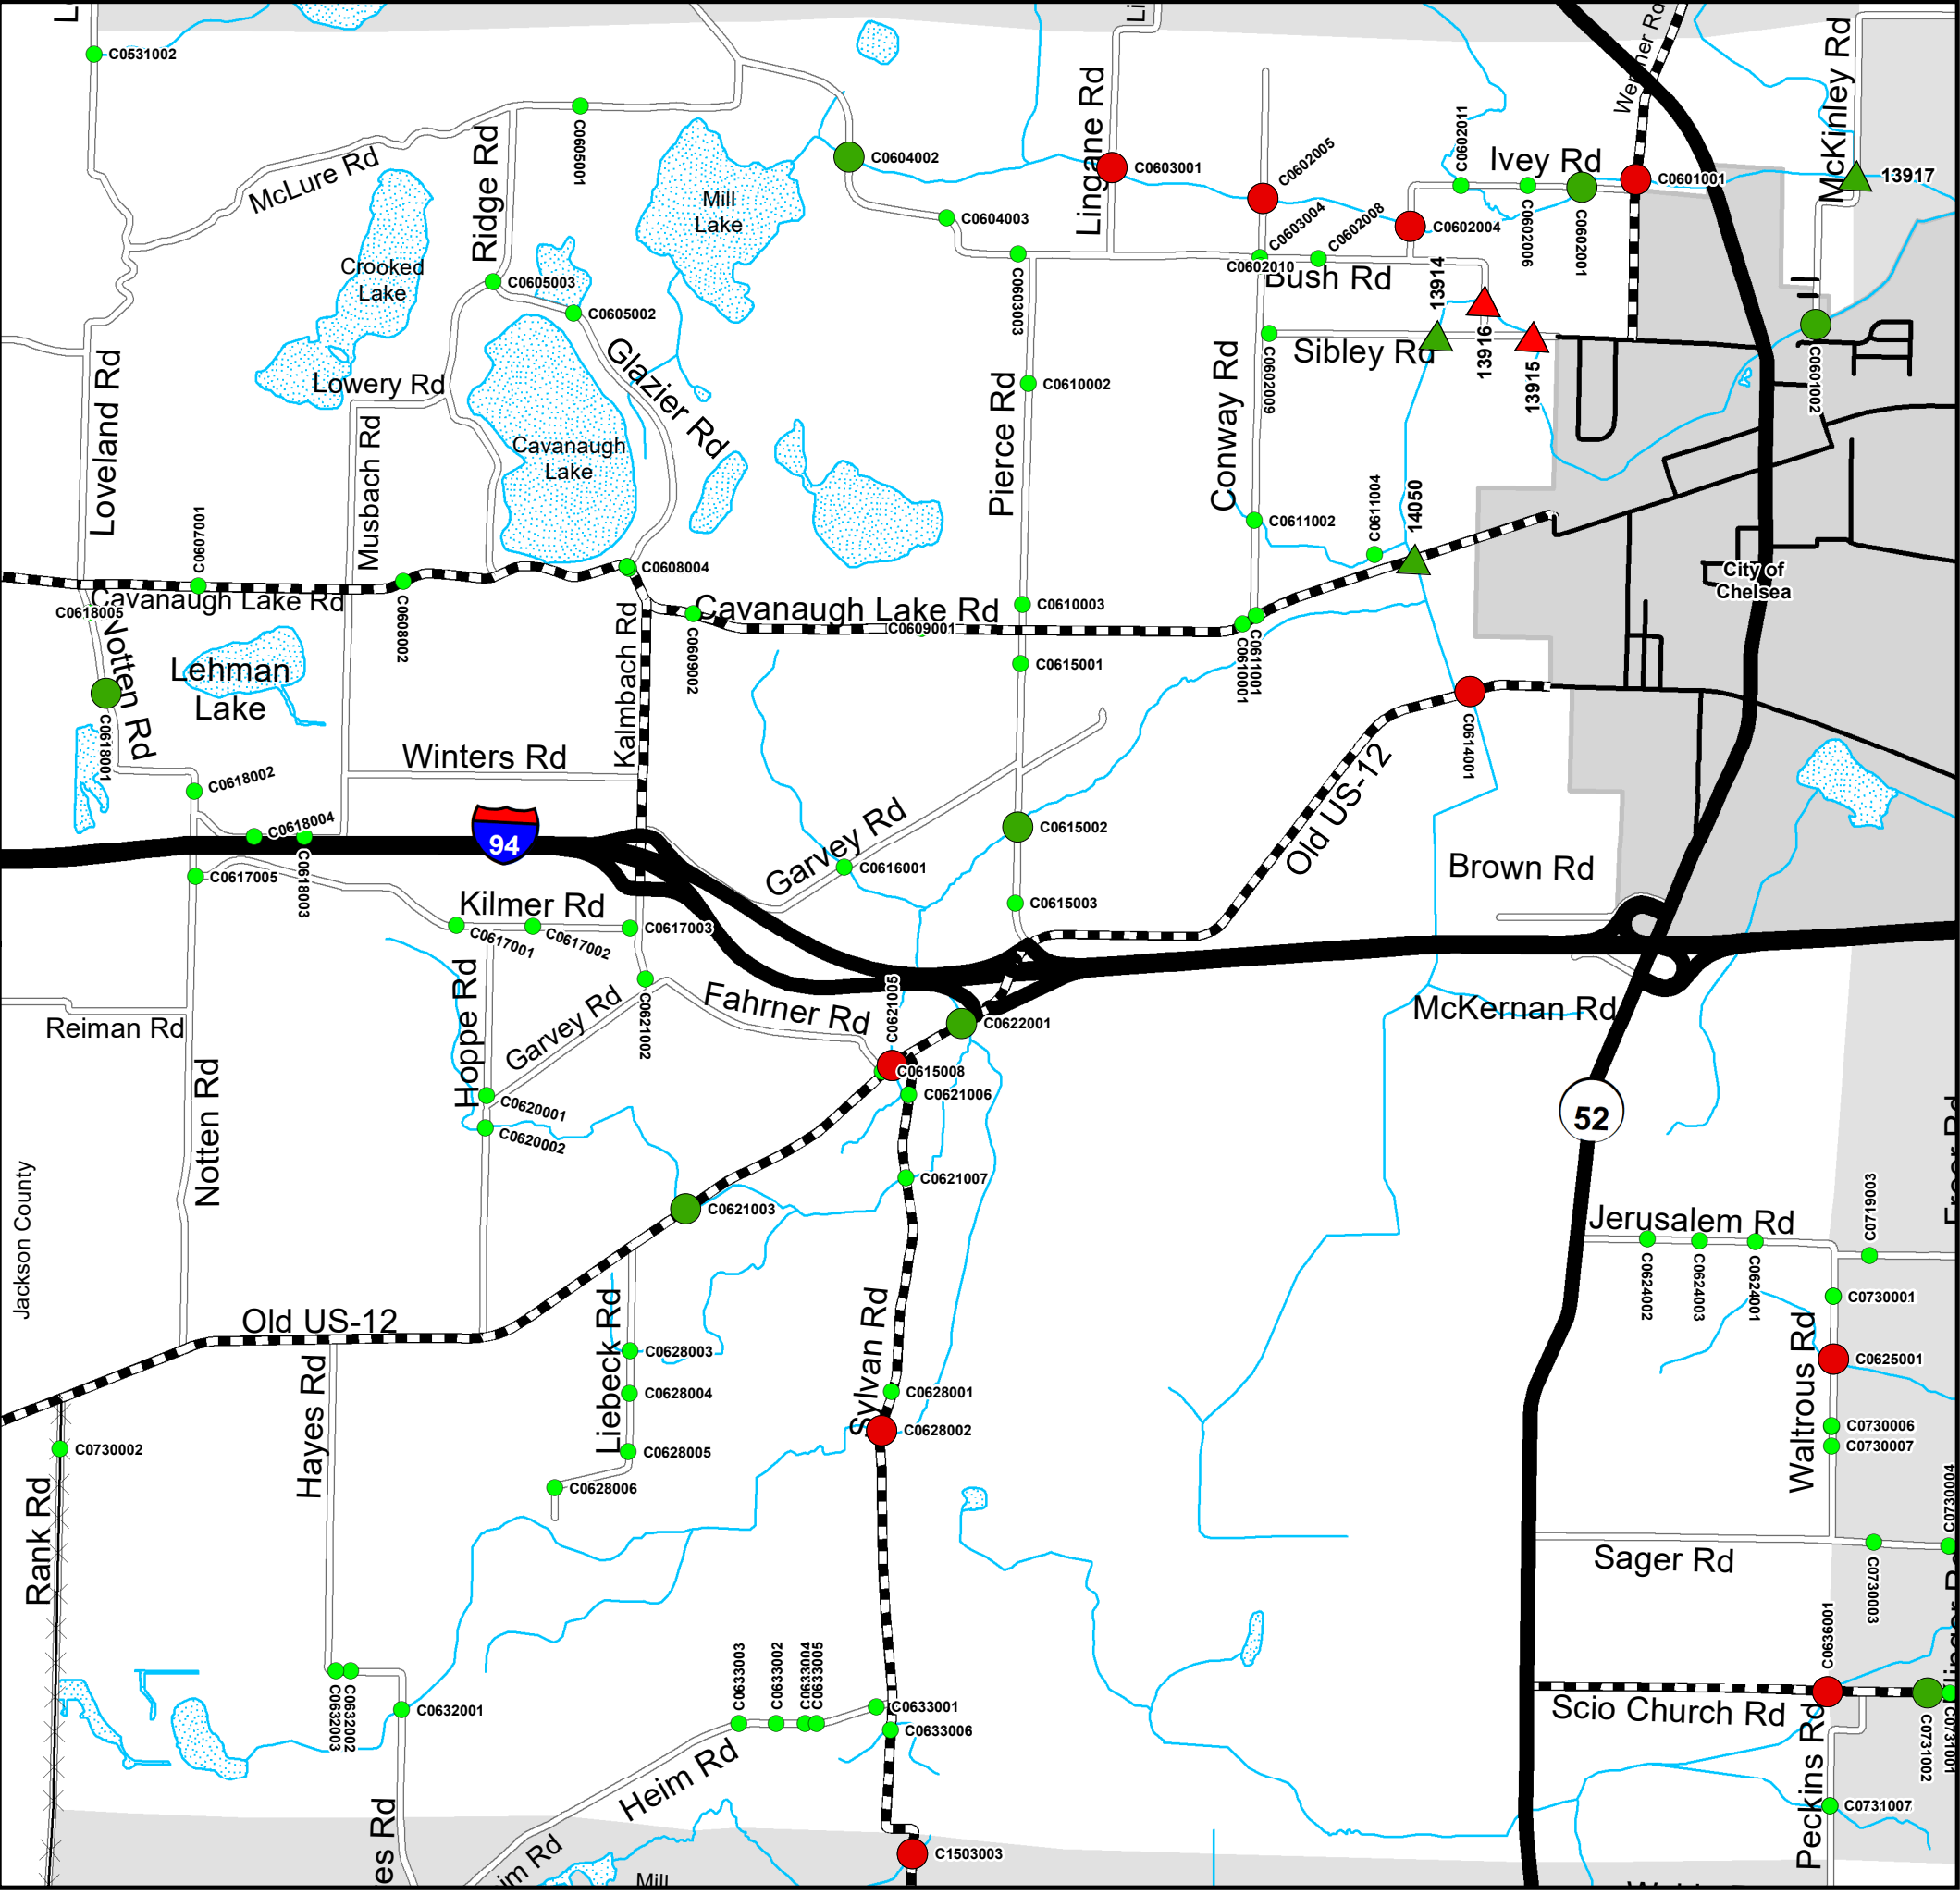 C0531002
McLure Rd
Ridge Rd
C0605001
Crooked
Lake
Mill
Lake
C0604002
C0604003
Lingane Rd
C0603001
C0602005
C0603004
C0602008
C0602010
Bush Rd
C0602004
C0602011
Ivey Rd
C0602006
C0602001
C0601001
McKinley Rd
13917
C0605003
C0605002
Glazier Rd
C0603003
C0610002
Pierce Rd
Conway Rd
C0602009
Sibley Rd
13914
13916
13915
C0601002
Loveland Rd
Lowery Rd
Musbach Rd
Cavanaugh
Lake
C0611002
C0611004
14050
C0607001
Cavanaugh Lake Rd
C0618005
C0608002
C0608004
Cavanaugh Lake Rd
C0609001
C0609002
C0610003
C0615001
C0610001
C0611001
City of
Chelsea
Notten Rd
Lehman
Lake
C0618001
C0618002
C0618004
C0618003
Kalmbach Rd
Winters Rd
94
C0614001
Old US-12
C0615002
Garvey Rd
C0616001
C0615003
Brown Rd
C0617005
Kilmer Rd
C0617001
C0617002
C0617003
Reiman Rd
Hoppe Rd
Garvey Rd
C0621002
Fahrner Rd
C0621005
C0622001
McKernan Rd
C0615008
C0621006
C0620001
C0620002
Notten Rd
52
C0621007
C0621003
Jackson County
Jerusalem Rd
C0719003
C0624002
C0624003
C0624001
C0730001
Old US-12
Liebeck Rd
C0628003
C0628004
C0628005
C0628006
Sylvan Rd
C0628001
C0628002
Waltrous Rd
C0625001
C0730006
C0730007
C0730004
Hayes Rd
C0730002
Rank Rd
Sager Rd
C0730003
C0636001
Scio Church Rd
C0731002
C0731001
C0632003
C0632002
C0632001
C0633003
C0633002
C0633004
C0633005
C0633001
C0633006
Heim Rd
Peckins Rd
C0731007
es Rd
im Rd
Mill
C1503003